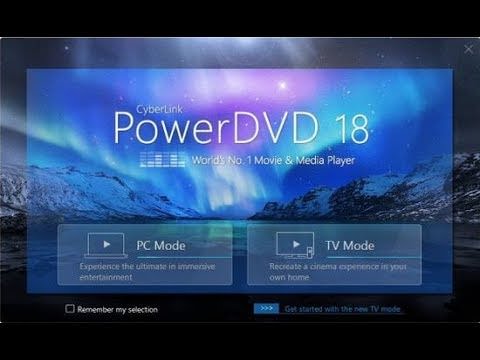 CyberLink
PowerDVD 18
World's No. 1 Movie & Media Player
PC Mode
Experience the ultimate in immersive
entertainment
TV Mode
Recreate a cinema experience in your
own home
Remember my selection
>>> Get started with the new TV mode